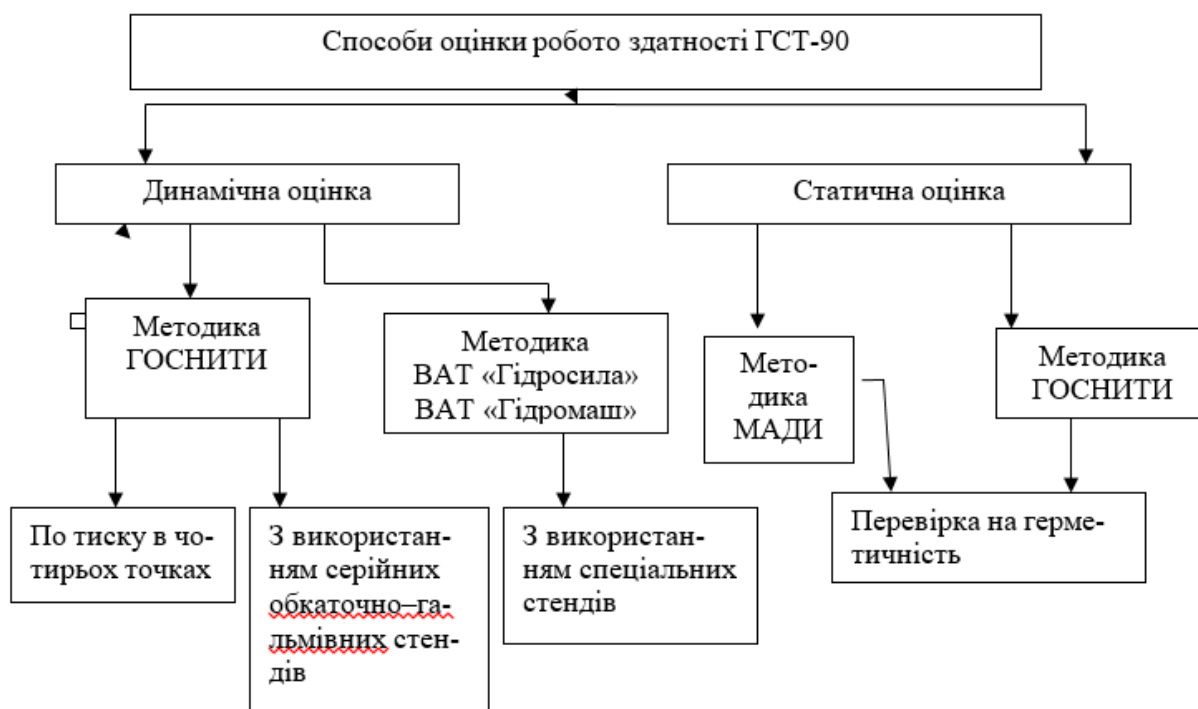 Способи оцінки робото здатності ГСТ-90
Динамічна оцінка
Статична оцінка
Методика
ГОСНИТИ
Методика
ВАТ «Гідросила»
ВАТ «Гідромаш»
Мето-
дика
МАДИ
Методика
ГОСНИТИ
По тиску в чо-
тирьох точках
З використан-
ням серійних
обкаточно–га-
льмівних стен-
дів
З використан-
ням спеціальних
стендів
Перевірка на герме-
тичність